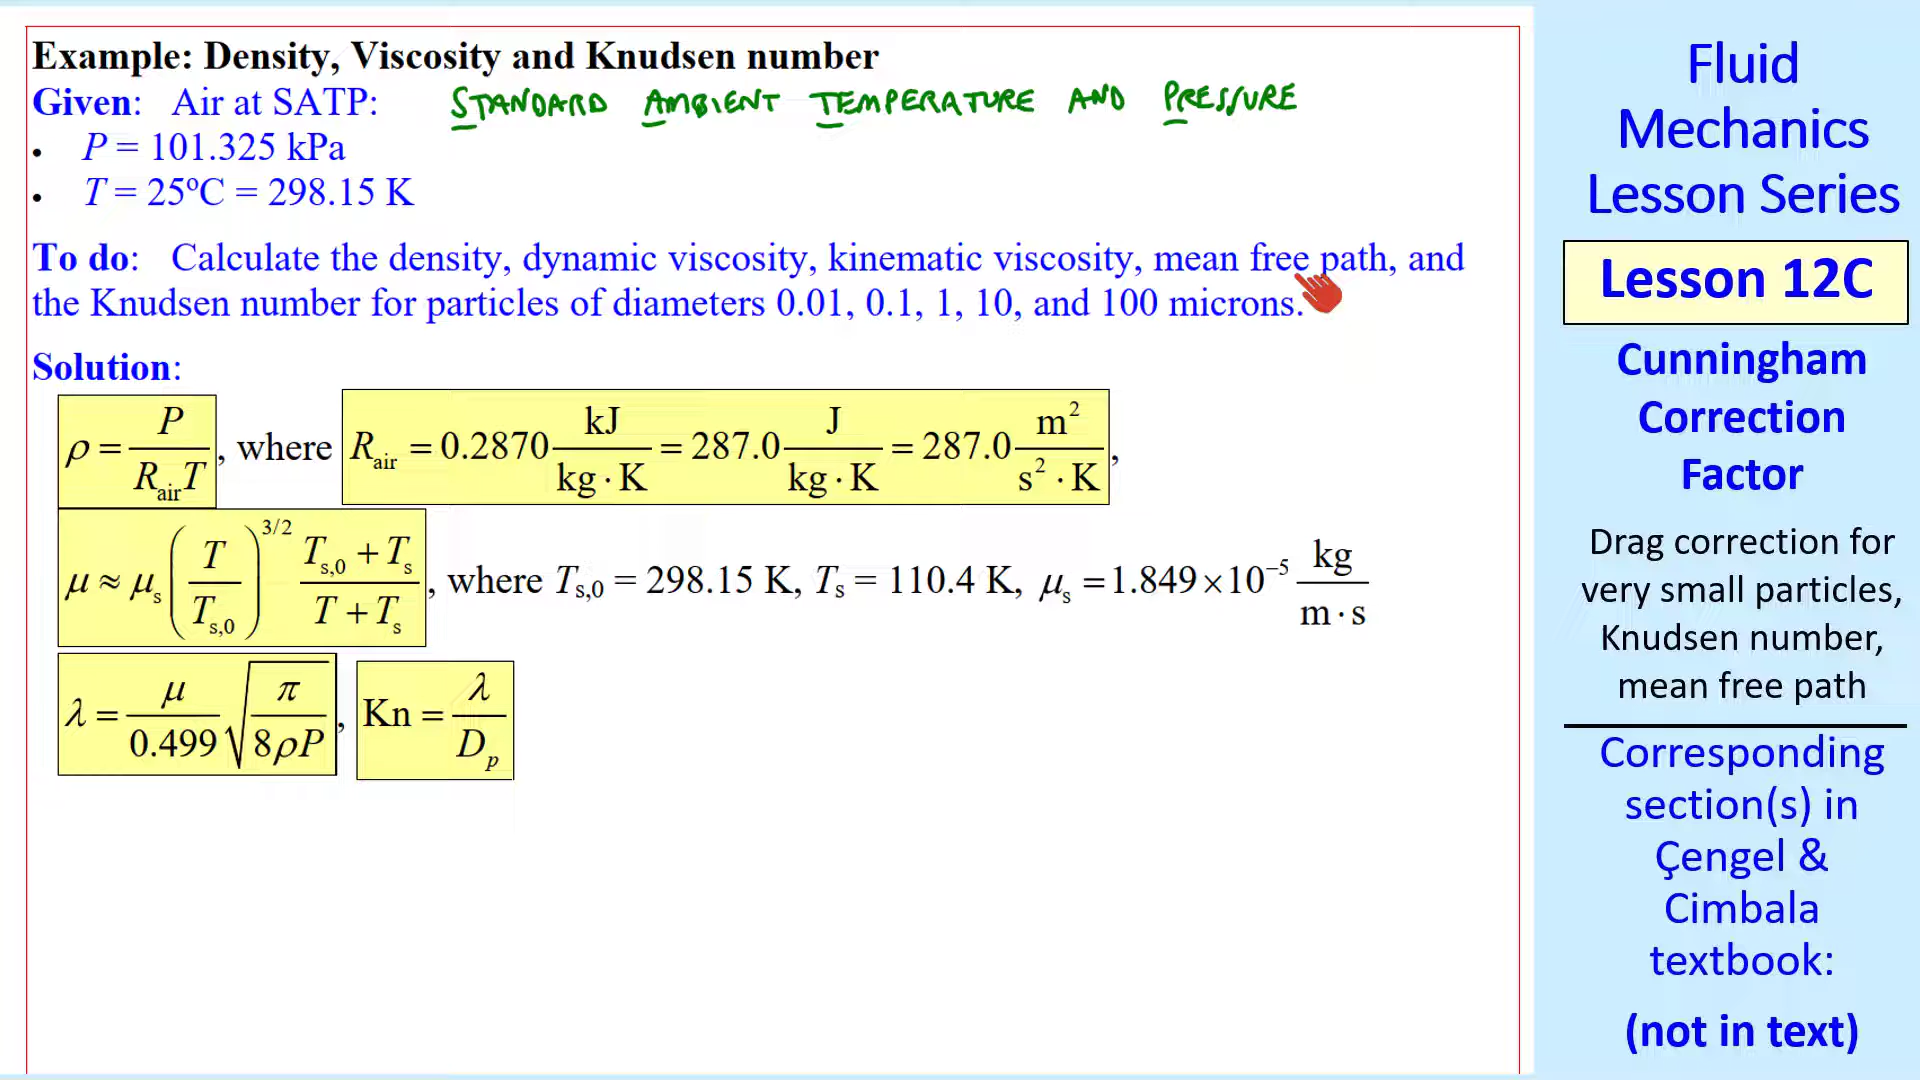 Example: Density, Viscosity and Knudsen number
Given: Air at SATP: STANDARD AMBIENT TEMPERATURE AND PRESSURE
• P = 101.325 kPa
• T = 25ºC = 298.15 K
To do: Calculate the density, dynamic viscosity, kinematic viscosity, mean free path, and
the Knudsen number for particles of diameters 0.01, 0.1, 1, 10, and 100 microns.
Solution:
ρ = P / (R_air T), where R_air = 0.2870 kJ / (kg · K) = 287.0 J / (kg · K) = 287.0 m² / (s² · K),
μ ≈ μ_s (T / T_s,0)^3/2 (T_s,0 + T_s) / (T + T_s), where T_s,0 = 298.15 K, T_s = 110.4 K, μ_s = 1.849 × 10⁻⁵ kg / (m · s)
λ = μ / 0.499 √(π / (8ρP)), Kn = λ / D_p
Fluid
Mechanics
Lesson Series
Lesson 12C
Cunningham
Correction
Factor
Drag correction for
very small particles,
Knudsen number,
mean free path
Corresponding
section(s) in
Çengel &
Cimbala
textbook:
(not in text)